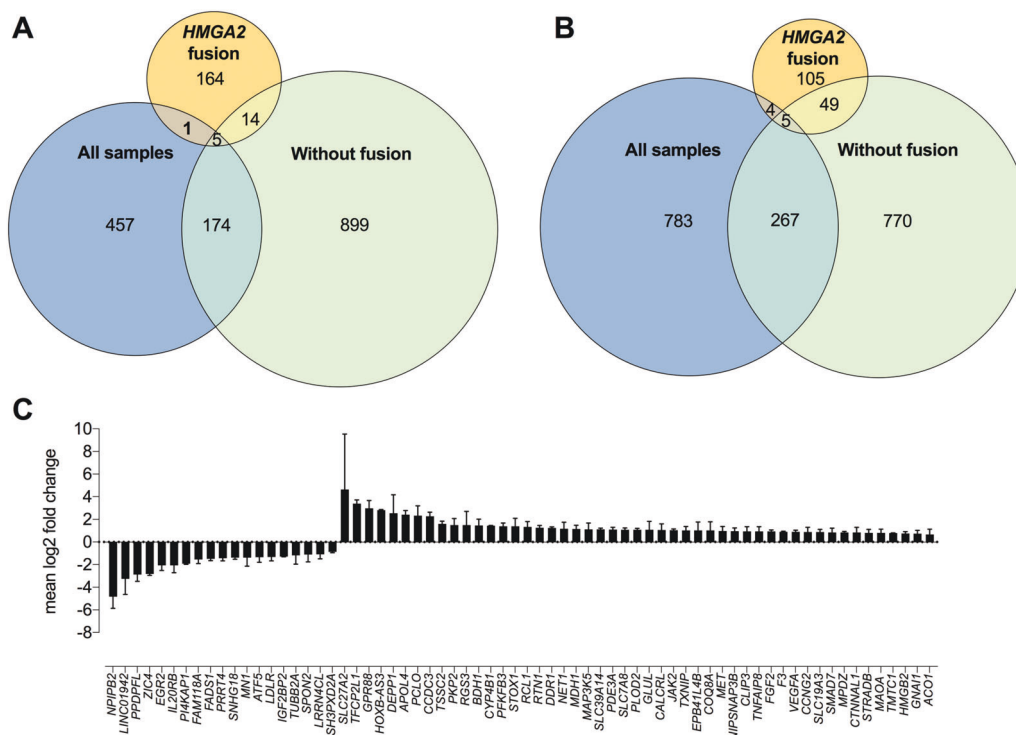 A
HMGA2
fusion
164
1
5
14
All samples
Without fusion
457
174
899
B
HMGA2
fusion
105
4
5
49
All samples
Without fusion
783
267
770
C
mean log2 fold change
10
8
6
4
2
0
-2
-4
-6
-8
NPIPB2
LINC01942
PPDPFL
ZIC4
EGR2
IL20RB
PI4KAP1
FAM118A
FADS1
PRRT4
SNHG18
MN1
ATF5
LDLR
IGF2BP2
TUBB2A
SPON2
LRRN4CL
SH3PXD2A
SLC27A2
TFCP2L1
GPR88
HOXB-AS3
DEPP1
APOL4
PCLO
CCDC3
TSSC2
PKP2
RGS3
BDH1
CYP4B1
PFKFB3
STOX1
RCL1
RTN1
DDR1
NET1
MDH1
MAP3K5
SLC39A14
PDE3A
SLC7A8
PLOD2
GLUL
CALCRL
JAK2
TXNIP
EPB41L4B
COQ8A
MET
NIPSNAP3B
CLIP3
TNFAIP8
FGF2
F3
VEGFA
CCNG2
SLC19A3
SMAD7
MPDZ
CTNNAL1
STRADB
MAOA
TMTC1
HMGB2
GNAI1
ACO1